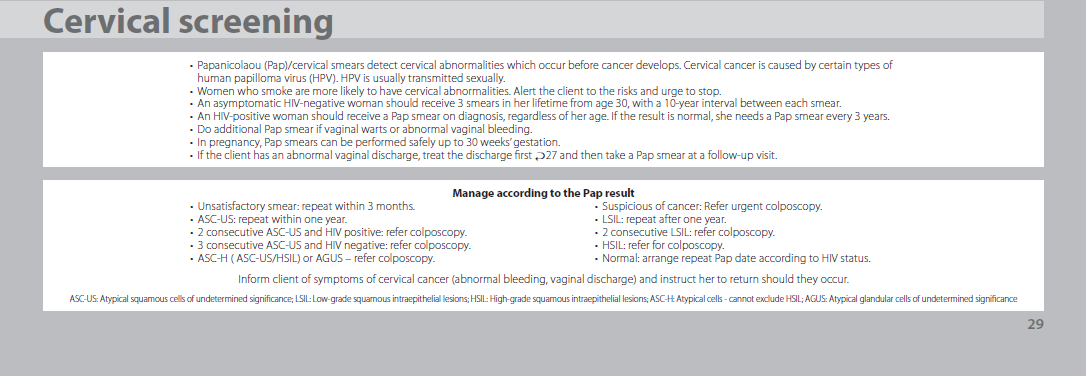 Cervical screening
• Papanicolaou (Pap)/cervical smears detect cervical abnormalities which occur before cancer develops. Cervical cancer is caused by certain types of
human papilloma virus (HPV). HPV is usually transmitted sexually.
• Women who smoke are more likely to have cervical abnormalities. Alert the client to the risks and urge to stop.
• An asymptomatic HIV-negative woman should receive 3 smears in her lifetime from age 30, with a 10-year interval between each smear.
• An HIV-positive woman should receive a Pap smear on diagnosis, regardless of her age. If the result is normal, she needs a Pap smear every 3 years.
• Do additional Pap smear if vaginal warts or abnormal vaginal bleeding.
• In pregnancy, Pap smears can be performed safely up to 30 weeks' gestation.
• If the client has an abnormal vaginal discharge, treat the discharge first ⮌27 and then take a Pap smear at a follow-up visit.
Manage according to the Pap result
• Unsatisfactory smear: repeat within 3 months.
• ASC-US: repeat within one year.
• 2 consecutive ASC-US and HIV positive: refer colposcopy.
• 3 consecutive ASC-US and HIV negative: refer colposcopy.
• ASC-H ( ASC-US/HSIL) or AGUS – refer colposcopy.
• Suspicious of cancer: Refer urgent colposcopy.
• LSIL: repeat after one year.
• 2 consecutive LSIL: refer colposcopy.
• HSIL: refer for colposcopy.
• Normal: arrange repeat Pap date according to HIV status.
Inform client of symptoms of cervical cancer (abnormal bleeding, vaginal discharge) and instruct her to return should they occur.
ASC-US: Atypical squamous cells of undetermined significance; LSIL: Low-grade squamous intraepithelial lesions; HSIL: High-grade squamous intraepithelial lesions; ASC-H: Atypical cells - cannot exclude HSIL; AGUS: Atypical glandular cells of undetermined significance
29